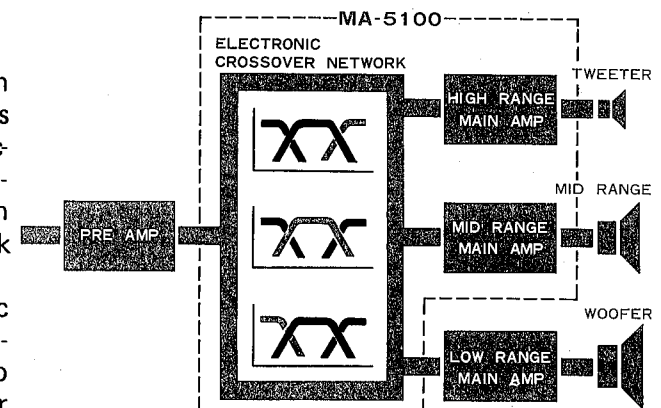 MA-5100
ELECTRONIC
CROSSOVER NETWORK
TWEETER
HIGH RANGE
MAIN AMP
MID RANGE
PRE AMP
MID RANGE
MAIN AMP
WOOFER
LOW RANGE
MAIN AMP